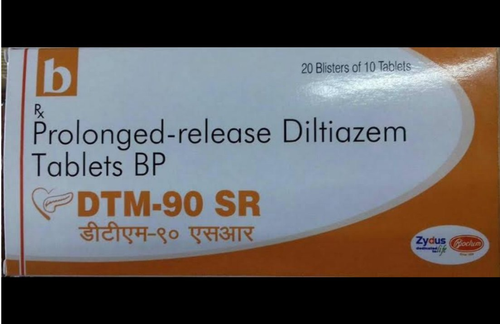 b
20 Blisters of 10 Tablets
Rx
Prolonged-release Diltiazem
Tablets BP
DTM-90 SR
डीटीएम-९० एसआर
Zydus